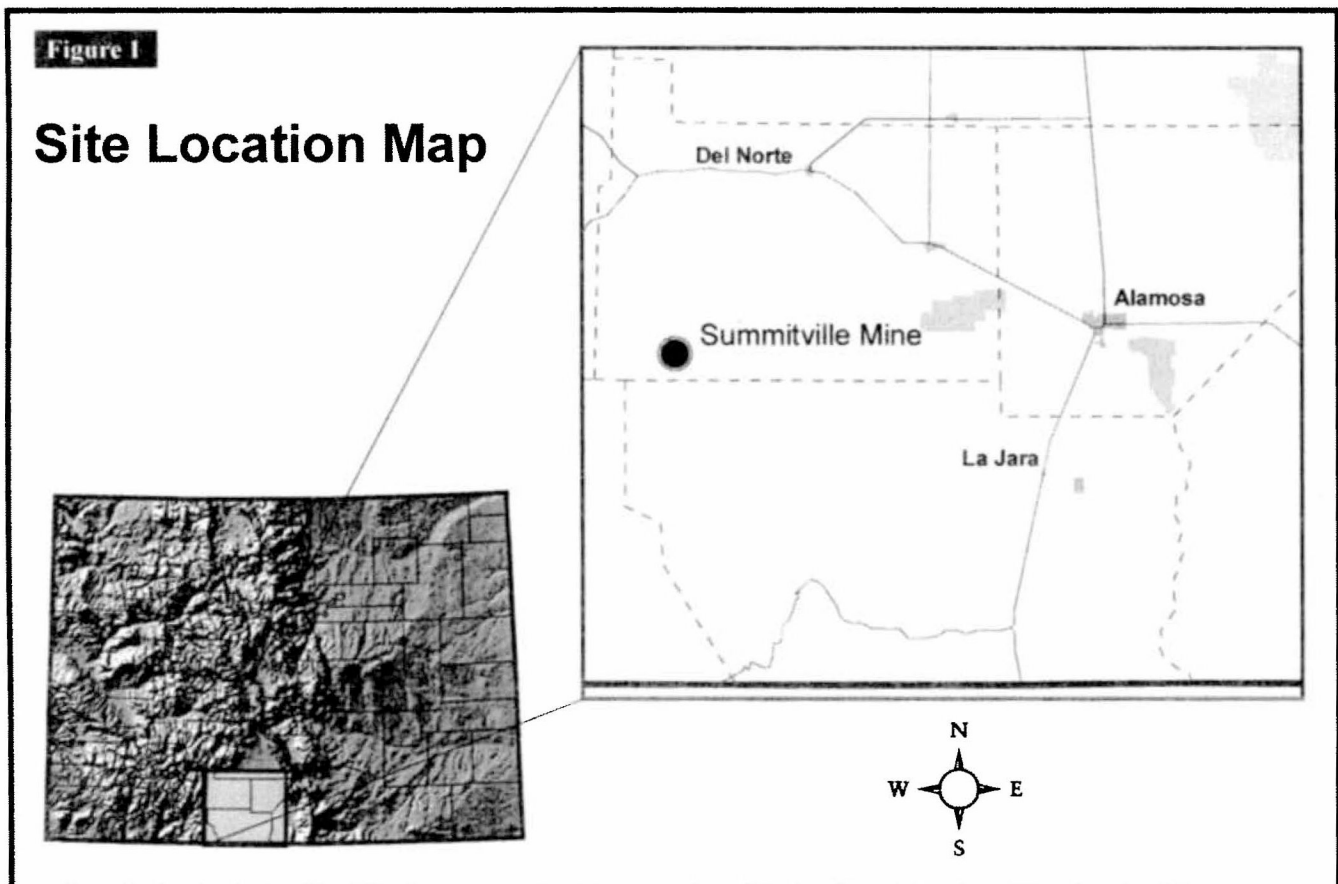 Figure 1
Site Location Map
Del Norte
Alamosa
Summitville Mine
La Jara
N
W E
S